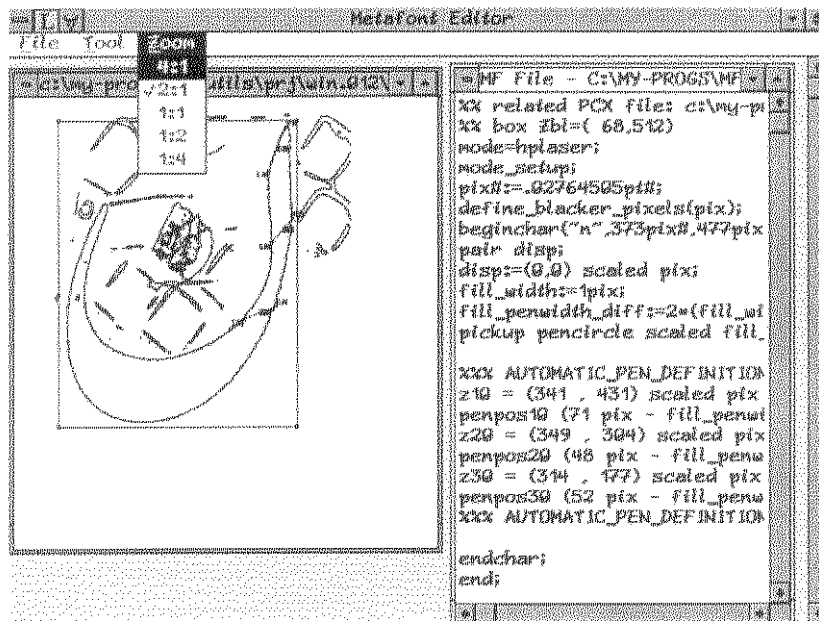 Metafont Editor
File Tool Zoom
4:1
√2:1
1:1
1:2
1:4
MF File - C:\MY-PROGS\MF
%% related PCX file: c:\my-pr
%% box Zbl=( 68,512)
mode=hplaser;
mode_setup;
pix#:=.02764505pt#;
define_blacker_pixels(pix);
beginchar("n",373pix#,477pix
pair disp;
disp:=(0,0) scaled pix;
fill_width:=1pix;
fill_penwidth_diff:=2*(fill_wi
pickup pencircle scaled fill_
%%% AUTOMATIC_PEN_DEFINITION
z10 = (341 , 431) scaled pix
penpos10 (71 pix - fill_penwi
z20 = (349 , 304) scaled pix
penpos20 (48 pix - fill_penw
z30 = (314 , 177) scaled pix
penpos30 (52 pix - fill_penw
%%% AUTOMATIC_PEN_DEFINITION
endchar;
end;